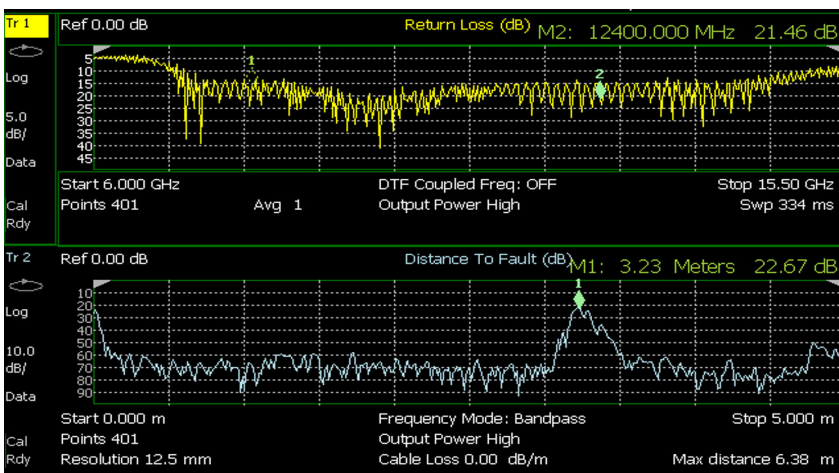 Tr 1
Ref 0.00 dB
Return Loss (dB)
M2: 12400.000 MHz 21.46 dB
Log
5.0
dB/
Data
Cal
Rdy
5
10
15
20
25
30
35
40
45
1
2
Start 6.000 GHz
DTF Coupled Freq: OFF
Stop 15.50 GHz
Points 401
Avg 1
Output Power High
Swp 334 ms
Tr 2
Ref 0.00 dB
Distance To Fault (dB)
M1: 3.23 Meters 22.67 dB
Log
10.0
dB/
Data
Cal
Rdy
10
20
30
40
50
60
70
80
90
1
Start 0.000 m
Frequency Mode: Bandpass
Stop 5.000 m
Points 401
Output Power High
Resolution 12.5 mm
Cable Loss 0.00 dB/m
Max distance 6.38 m